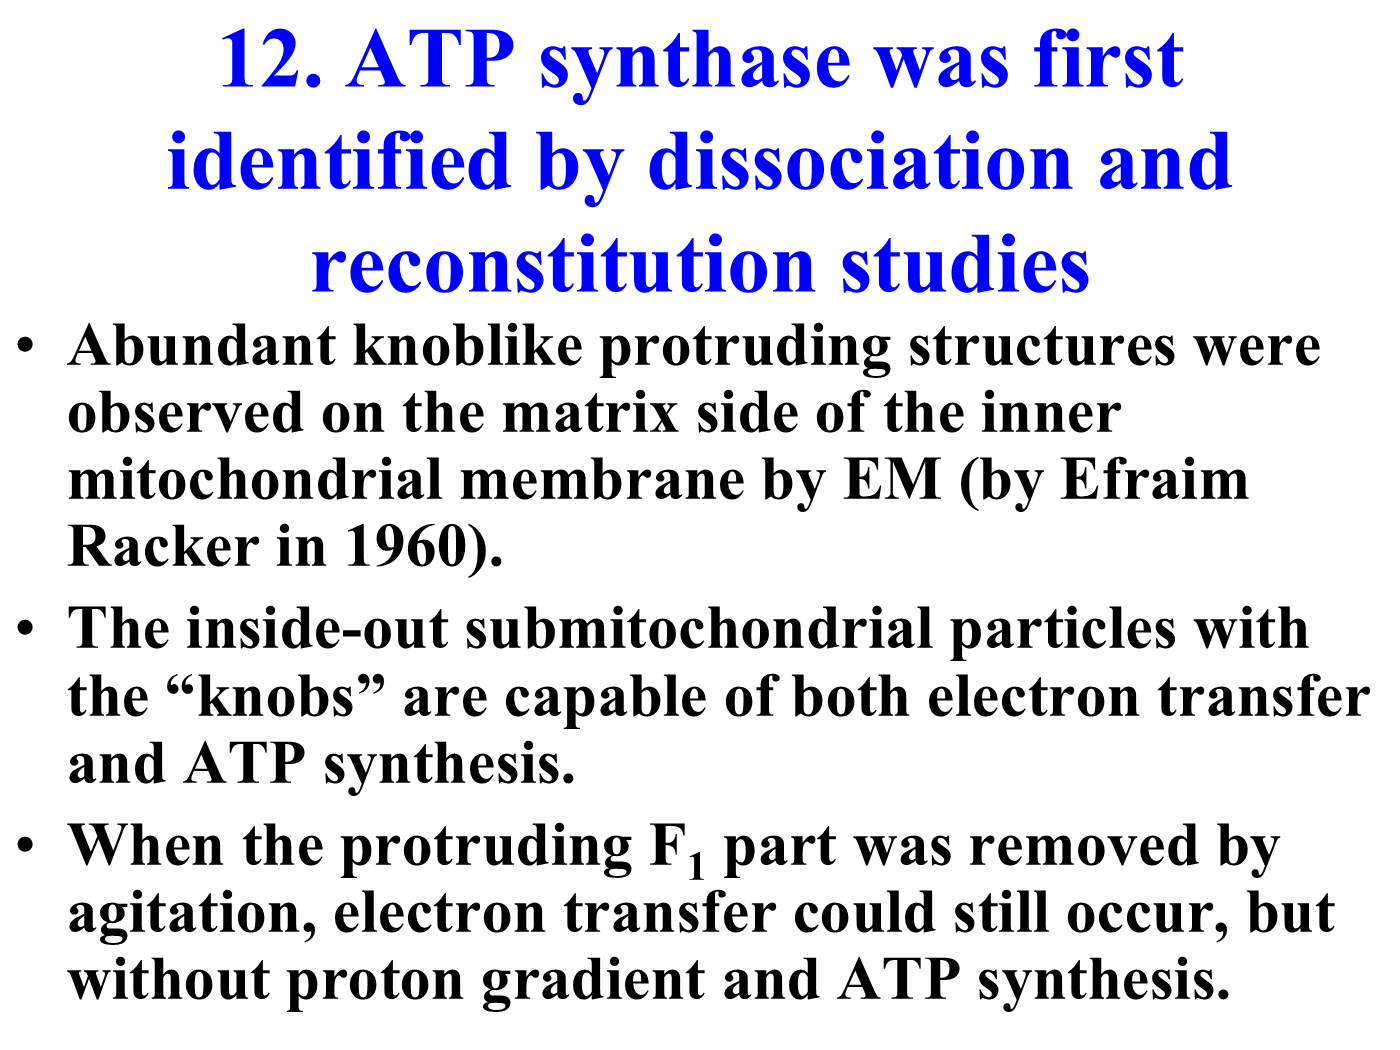 12. ATP synthase was first
identified by dissociation and
reconstitution studies
• Abundant knoblike protruding structures were
observed on the matrix side of the inner
mitochondrial membrane by EM (by Efraim
Racker in 1960).
• The inside-out submitochondrial particles with
the “knobs” are capable of both electron transfer
and ATP synthesis.
• When the protruding F₁ part was removed by
agitation, electron transfer could still occur, but
without proton gradient and ATP synthesis.